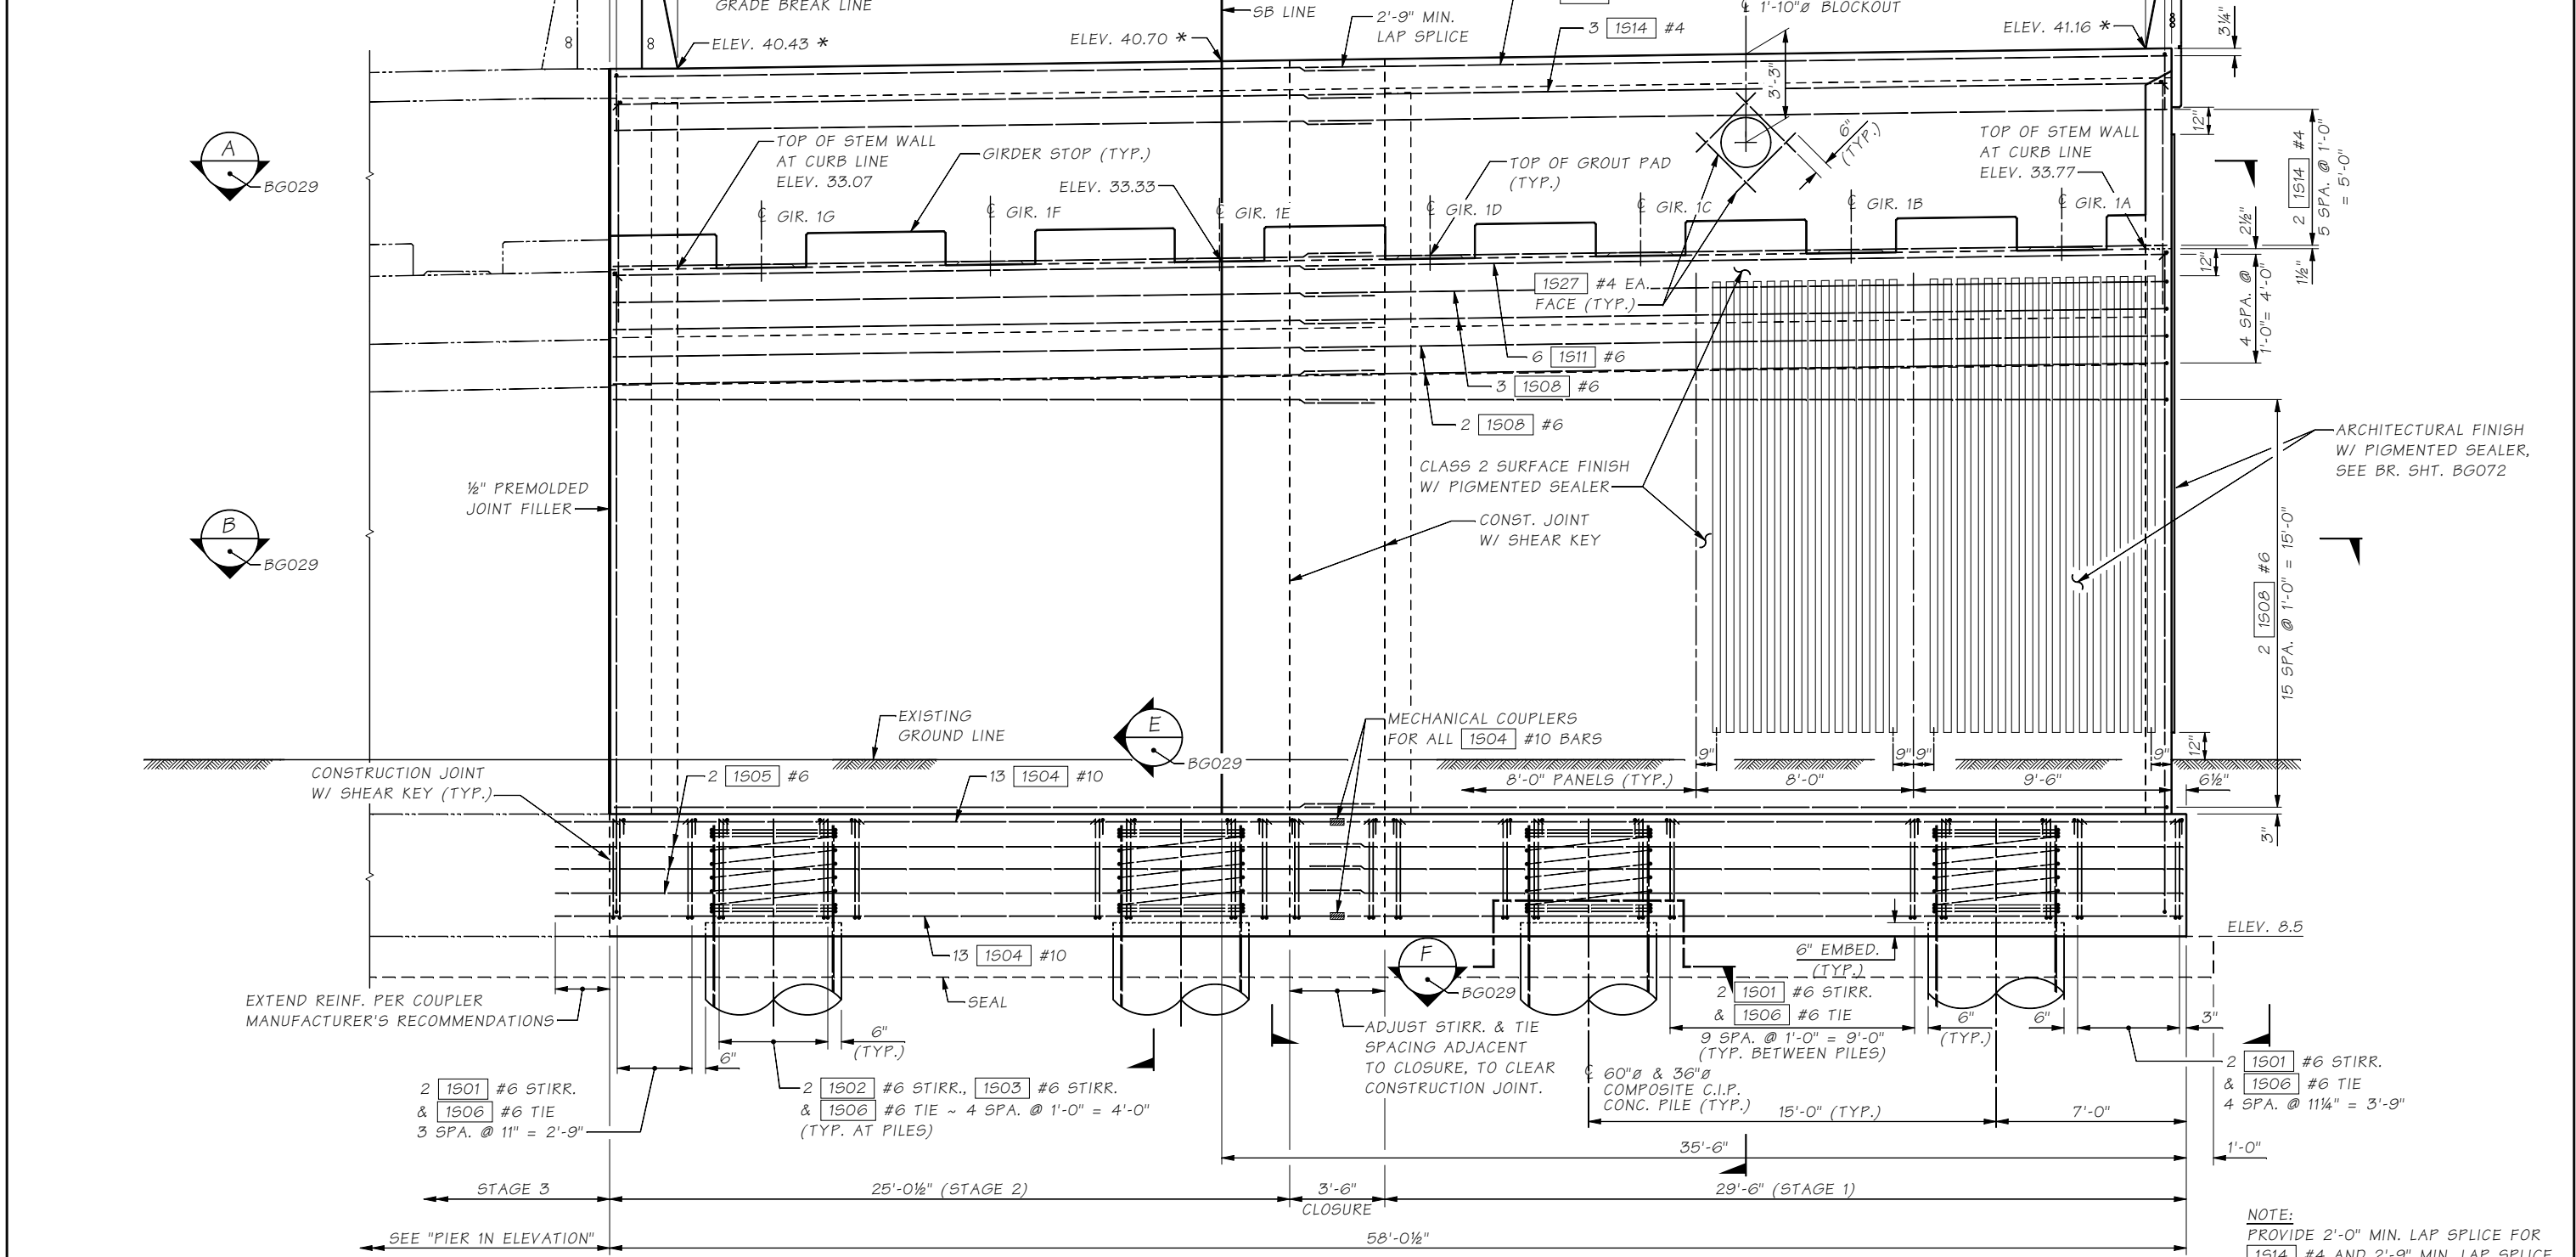 GRADE BREAK LINE
SB LINE
2'-9" MIN.
LAP SPLICE
3 1S14 #4
℄ 1'-10"ø BLOCKOUT
8
8
8
ELEV. 40.43 *
ELEV. 40.70 *
ELEV. 41.16 *
3¼"
3'-3"
6"
(TYP.)
12"
2 1S14 #4
5 SPA. @ 1'-0"
= 5'-0"
A
BG029
TOP OF STEM WALL
AT CURB LINE
ELEV. 33.07
GIRDER STOP (TYP.)
ELEV. 33.33
TOP OF GROUT PAD
(TYP.)
TOP OF STEM WALL
AT CURB LINE
ELEV. 33.77
℄ GIR. 1G
℄ GIR. 1F
℄ GIR. 1E
℄ GIR. 1D
℄ GIR. 1C
℄ GIR. 1B
℄ GIR. 1A
2½"
12"
1½"
4 SPA. @
1'-0"= 4'-0"
1S27 #4 EA.
FACE (TYP.)
6 1S11 #6
3 1S08 #6
2 1S08 #6
CLASS 2 SURFACE FINISH
W/ PIGMENTED SEALER
ARCHITECTURAL FINISH
W/ PIGMENTED SEALER,
SEE BR. SHT. BG072
½" PREMOLDED
JOINT FILLER
B
BG029
CONST. JOINT
W/ SHEAR KEY
2 1S08 #6
15 SPA. @ 1'-0" = 15'-0"
EXISTING
GROUND LINE
E
BG029
MECHANICAL COUPLERS
FOR ALL 1S04 #10 BARS
9"
9"
9"
9"
12"
8'-0" PANELS (TYP.)
8'-0"
9'-6"
6½"
CONSTRUCTION JOINT
W/ SHEAR KEY (TYP.)
2 1S05 #6
13 1S04 #10
3"
13 1S04 #10
ELEV. 8.5
6" EMBED.
(TYP.)
F
BG029
SEAL
EXTEND REINF. PER COUPLER
MANUFACTURER'S RECOMMENDATIONS
2 1S01 #6 STIRR.
& 1S06 #6 TIE
9 SPA. @ 1'-0" = 9'-0"
(TYP. BETWEEN PILES)
6"
(TYP.)
6"
6"
(TYP.)
6"
3"
ADJUST STIRR. & TIE
SPACING ADJACENT
TO CLOSURE, TO CLEAR
CONSTRUCTION JOINT.
2 1S01 #6 STIRR.
& 1S06 #6 TIE
3 SPA. @ 11" = 2'-9"
2 1S02 #6 STIRR., 1S03 #6 STIRR.
& 1S06 #6 TIE ~ 4 SPA. @ 1'-0" = 4'-0"
(TYP. AT PILES)
℄ 60"ø & 36"ø
COMPOSITE C.I.P.
CONC. PILE (TYP.)
2 1S01 #6 STIRR.
& 1S06 #6 TIE
4 SPA. @ 11¼" = 3'-9"
15'-0" (TYP.)
7'-0"
35'-6"
1'-0"
STAGE 3
25'-0½" (STAGE 2)
3'-6"
CLOSURE
29'-6" (STAGE 1)
SEE "PIER 1N ELEVATION"
58'-0½"
NOTE:
PROVIDE 2'-0" MIN. LAP SPLICE FOR
1S14 #4 AND 2'-9" MIN. LAP SPLICE